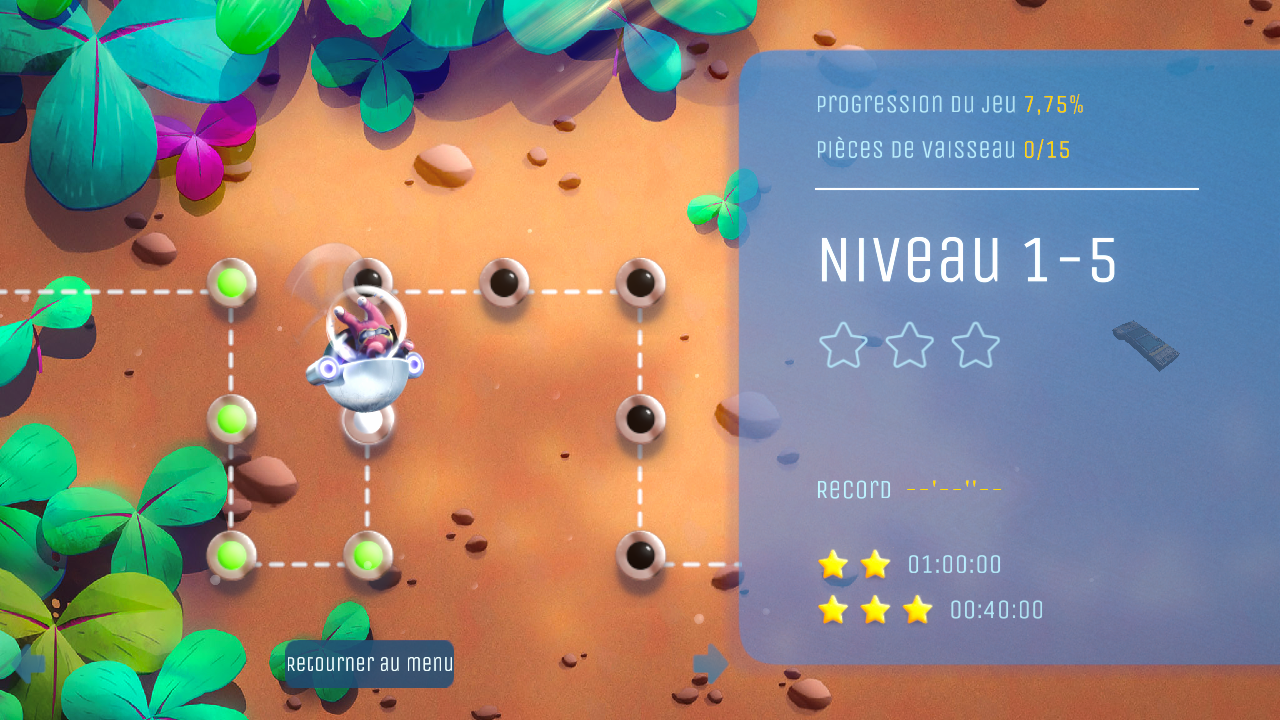 Progression du jeu 7,75%
Pièces de vaisseau 0/15
Niveau 1-5
Record --'--''--
01:00:00
00:40:00
Retourner au menu